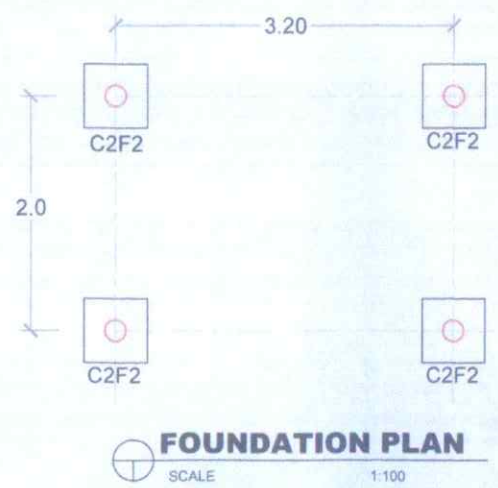 3.20
C2F2 C2F2
2.0
C2F2 C2F2
FOUNDATION PLAN
SCALE 1:100